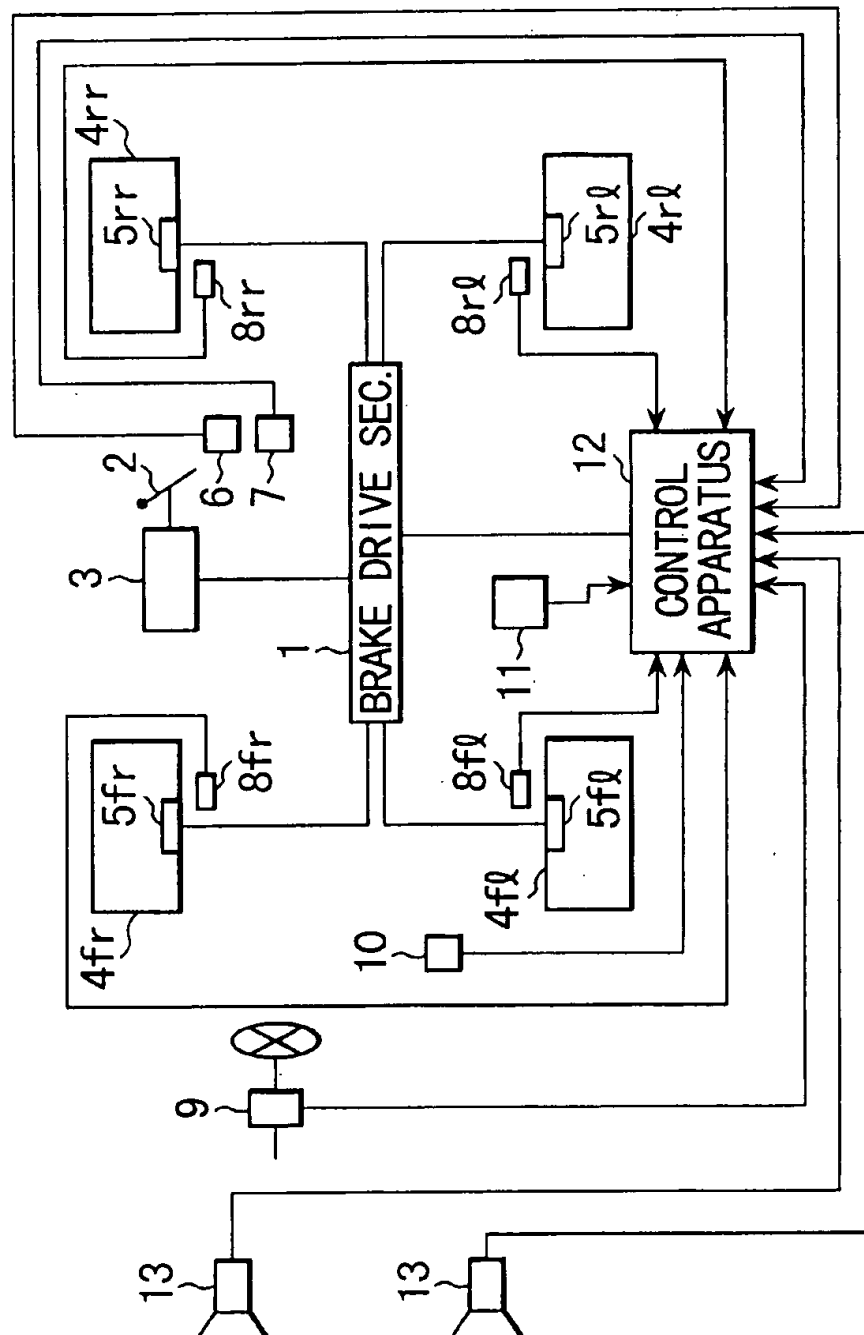 4rr
5rr
8rr
2
3
6
7
1
BRAKE DRIVE SEC.
4rℓ
5rℓ
8rℓ
12
CONTROL
APPARATUS
11
4fr
5fr
8fr
4fℓ
5fℓ
8fℓ
10
9
13
13